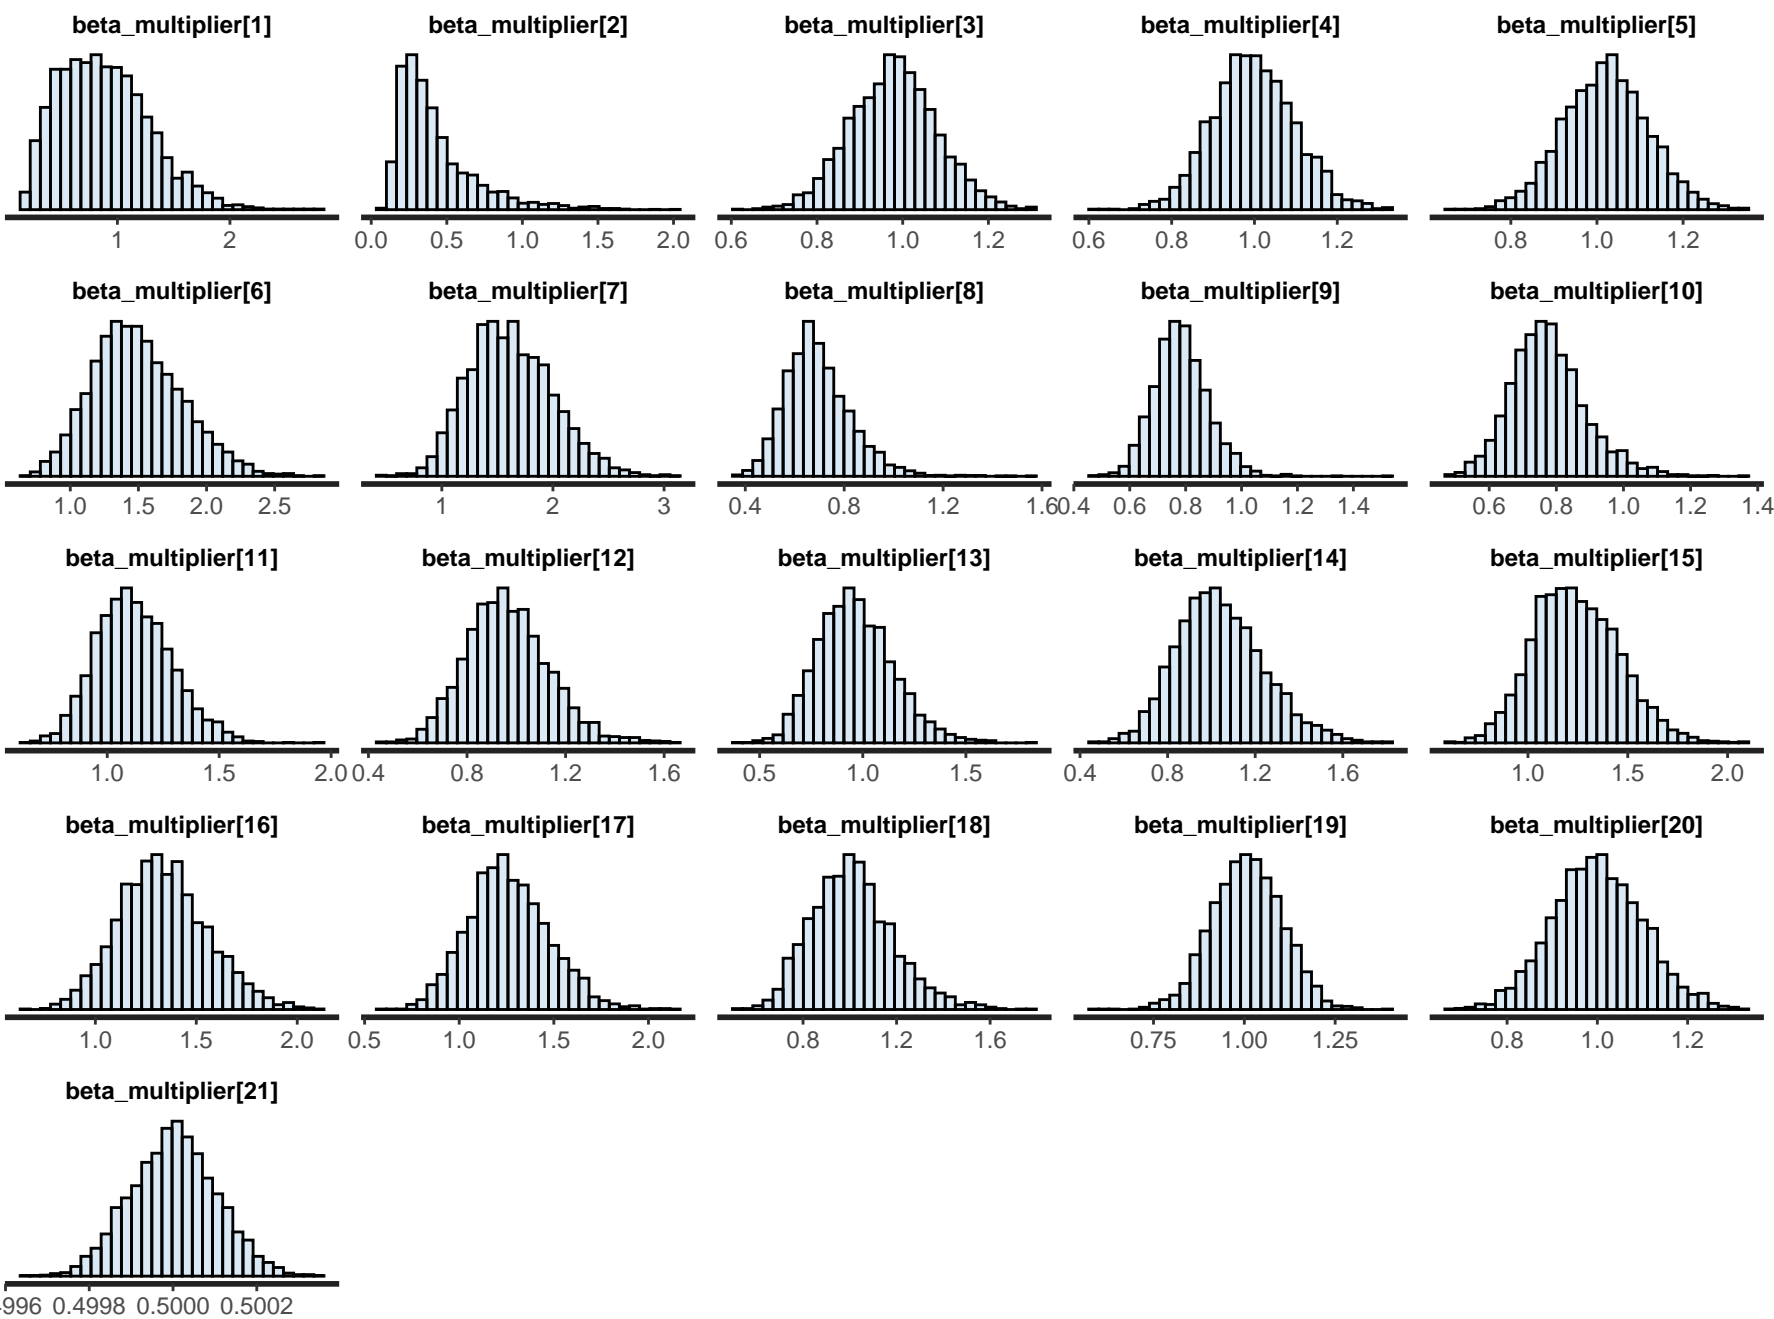 beta_multiplier[1] beta_multiplier[2] beta_multiplier[3] beta_multiplier[4] beta_multiplier[5]
1 2 0.0 0.5 1.0 1.5 2.0 0.6 0.8 1.0 1.2 0.6 0.8 1.0 1.2 0.8 1.0 1.2
beta_multiplier[6] beta_multiplier[7] beta_multiplier[8] beta_multiplier[9] beta_multiplier[10]
1.0 1.5 2.0 2.5 1 2 3 0.4 0.8 1.2 1.6 0.4 0.6 0.8 1.0 1.2 1.4 0.6 0.8 1.0 1.2 1.4
beta_multiplier[11] beta_multiplier[12] beta_multiplier[13] beta_multiplier[14] beta_multiplier[15]
1.0 1.5 2.0 0.4 0.8 1.2 1.6 0.5 1.0 1.5 0.4 0.8 1.2 1.6 1.0 1.5 2.0
beta_multiplier[16] beta_multiplier[17] beta_multiplier[18] beta_multiplier[19] beta_multiplier[20]
1.0 1.5 2.0 0.5 1.0 1.5 2.0 0.8 1.2 1.6 0.75 1.00 1.25 0.8 1.0 1.2
beta_multiplier[21]
996 0.4998 0.5000 0.5002